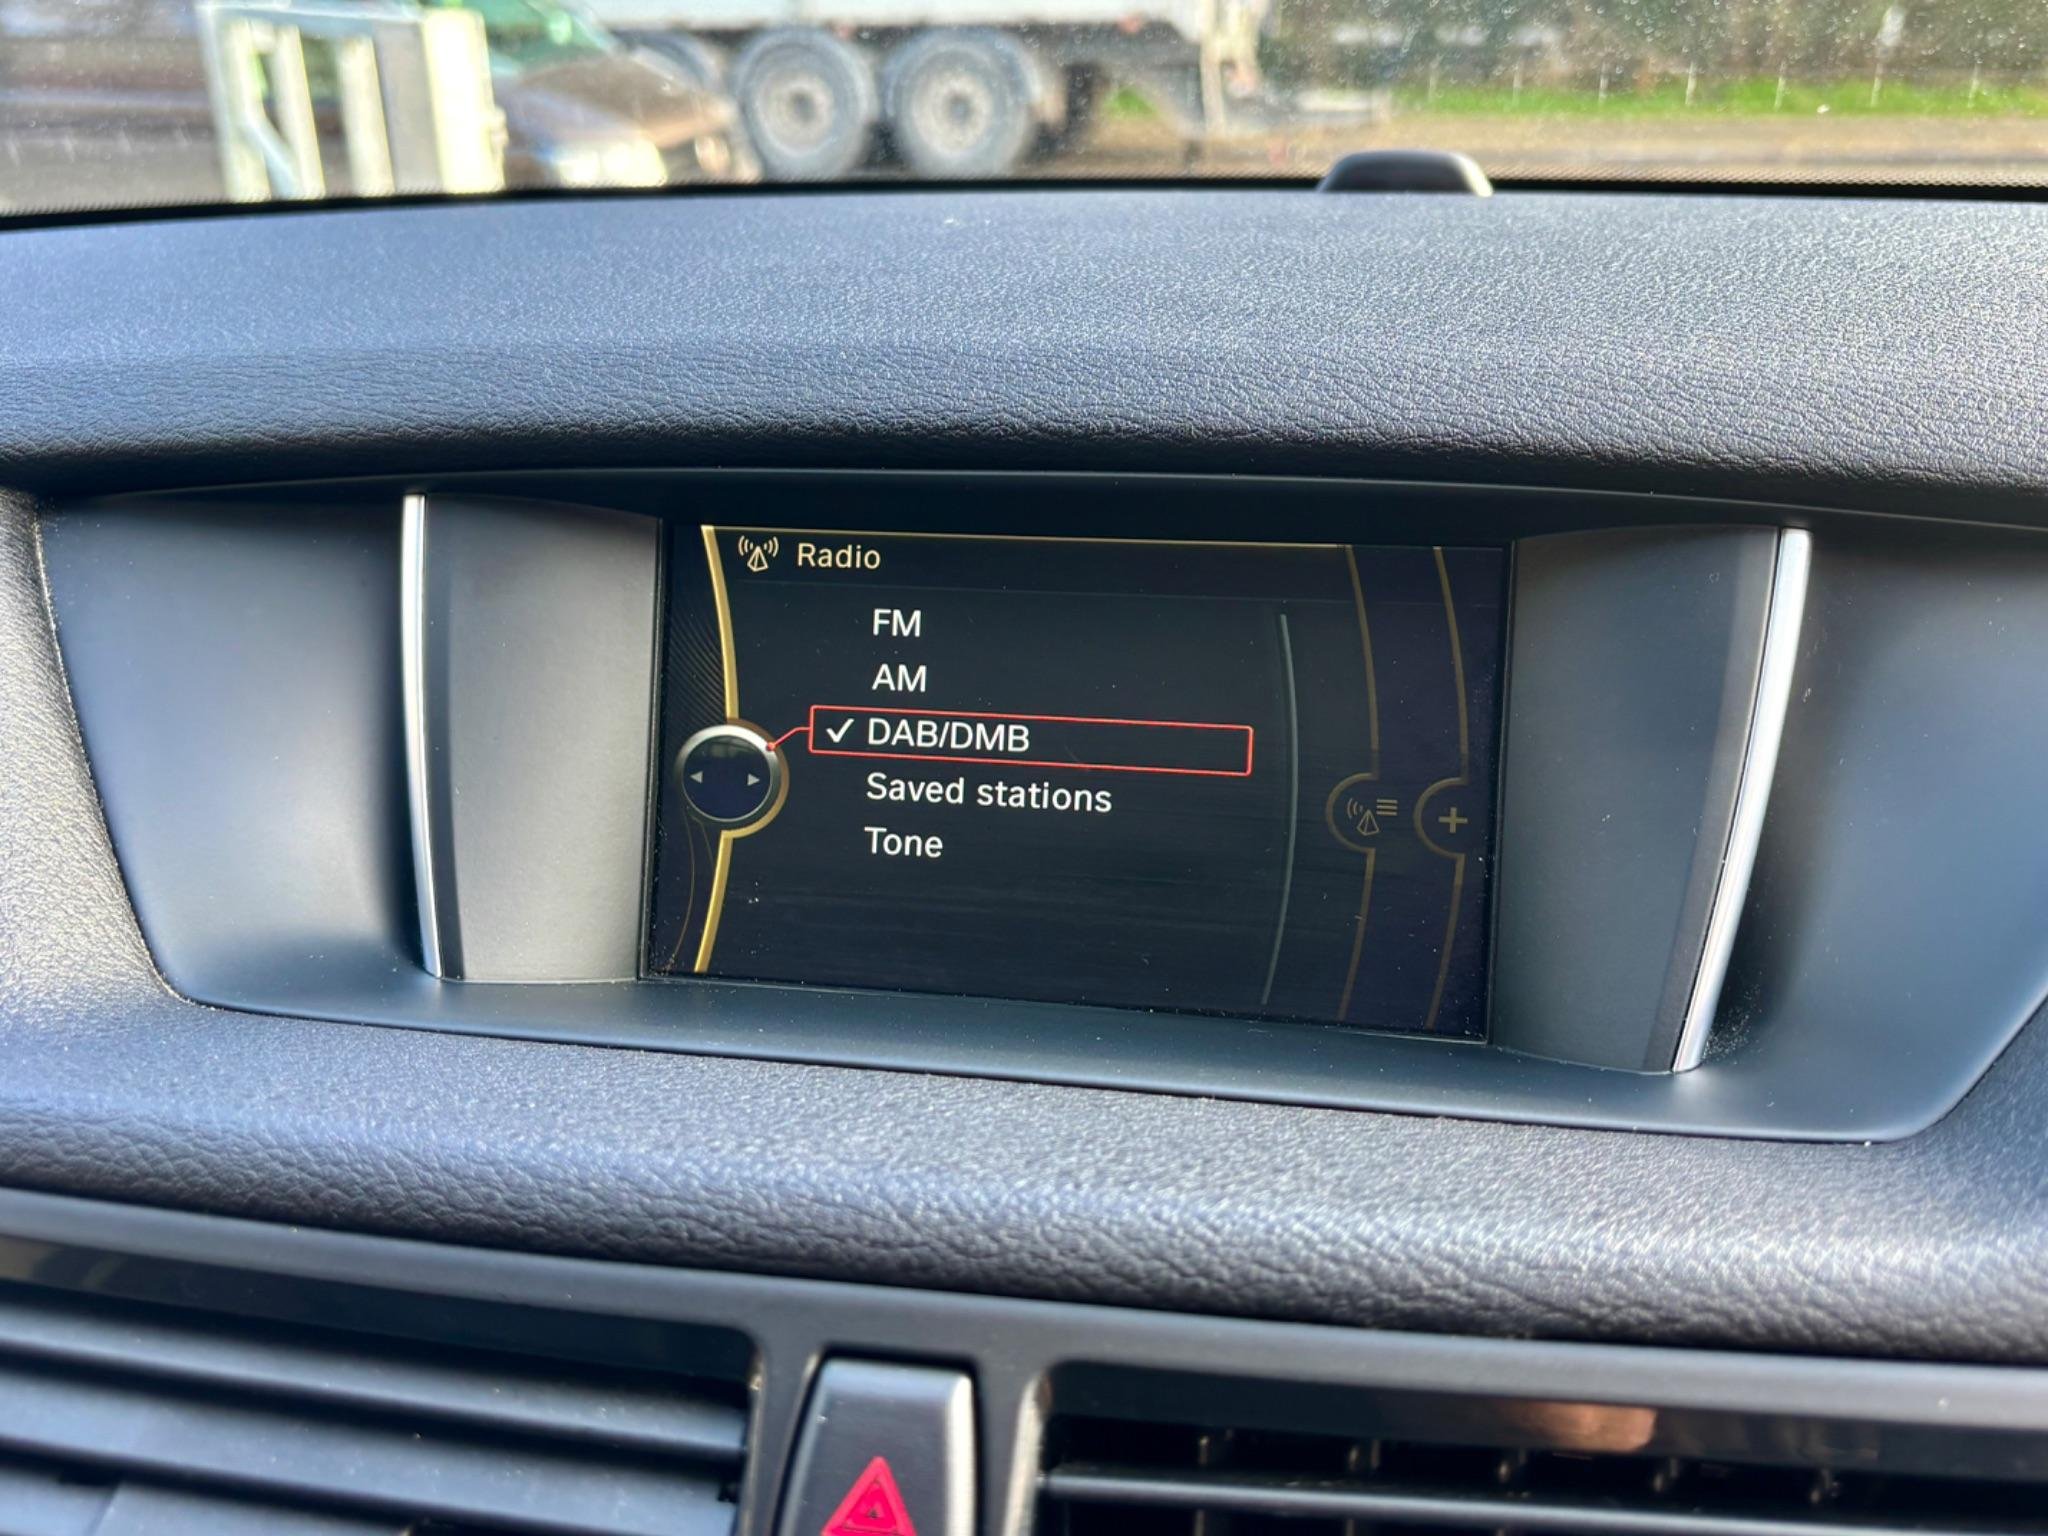 Radio
FM
AM
✓ DAB/DMB
Saved stations
Tone